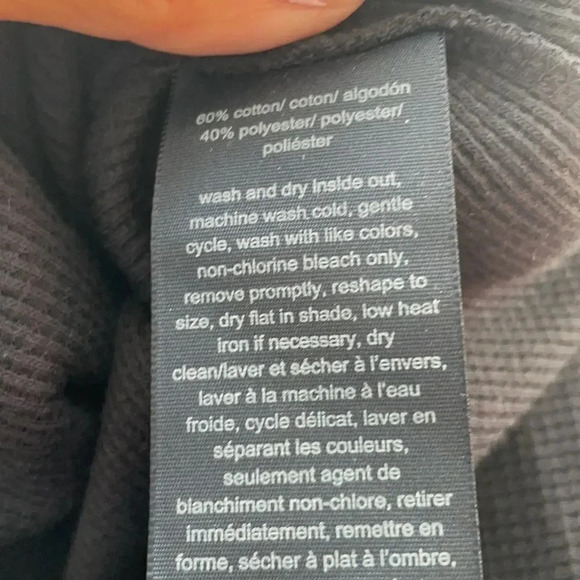 60% cotton/ coton/ algodón
40% polyester/ polyester/
poliéster
wash and dry inside out,
machine wash cold, gentle
cycle, wash with like colors,
non-chlorine bleach only,
remove promptly, reshape to
size, dry flat in shade, low heat
iron if necessary, dry
clean/laver et sécher à l'envers,
laver à la machine à l'eau
froide, cycle délicat, laver en
séparant les couleurs,
seulement agent de
blanchiment non-chlore, retirer
immédiatement, remettre en
forme, sécher à plat à l'ombre,